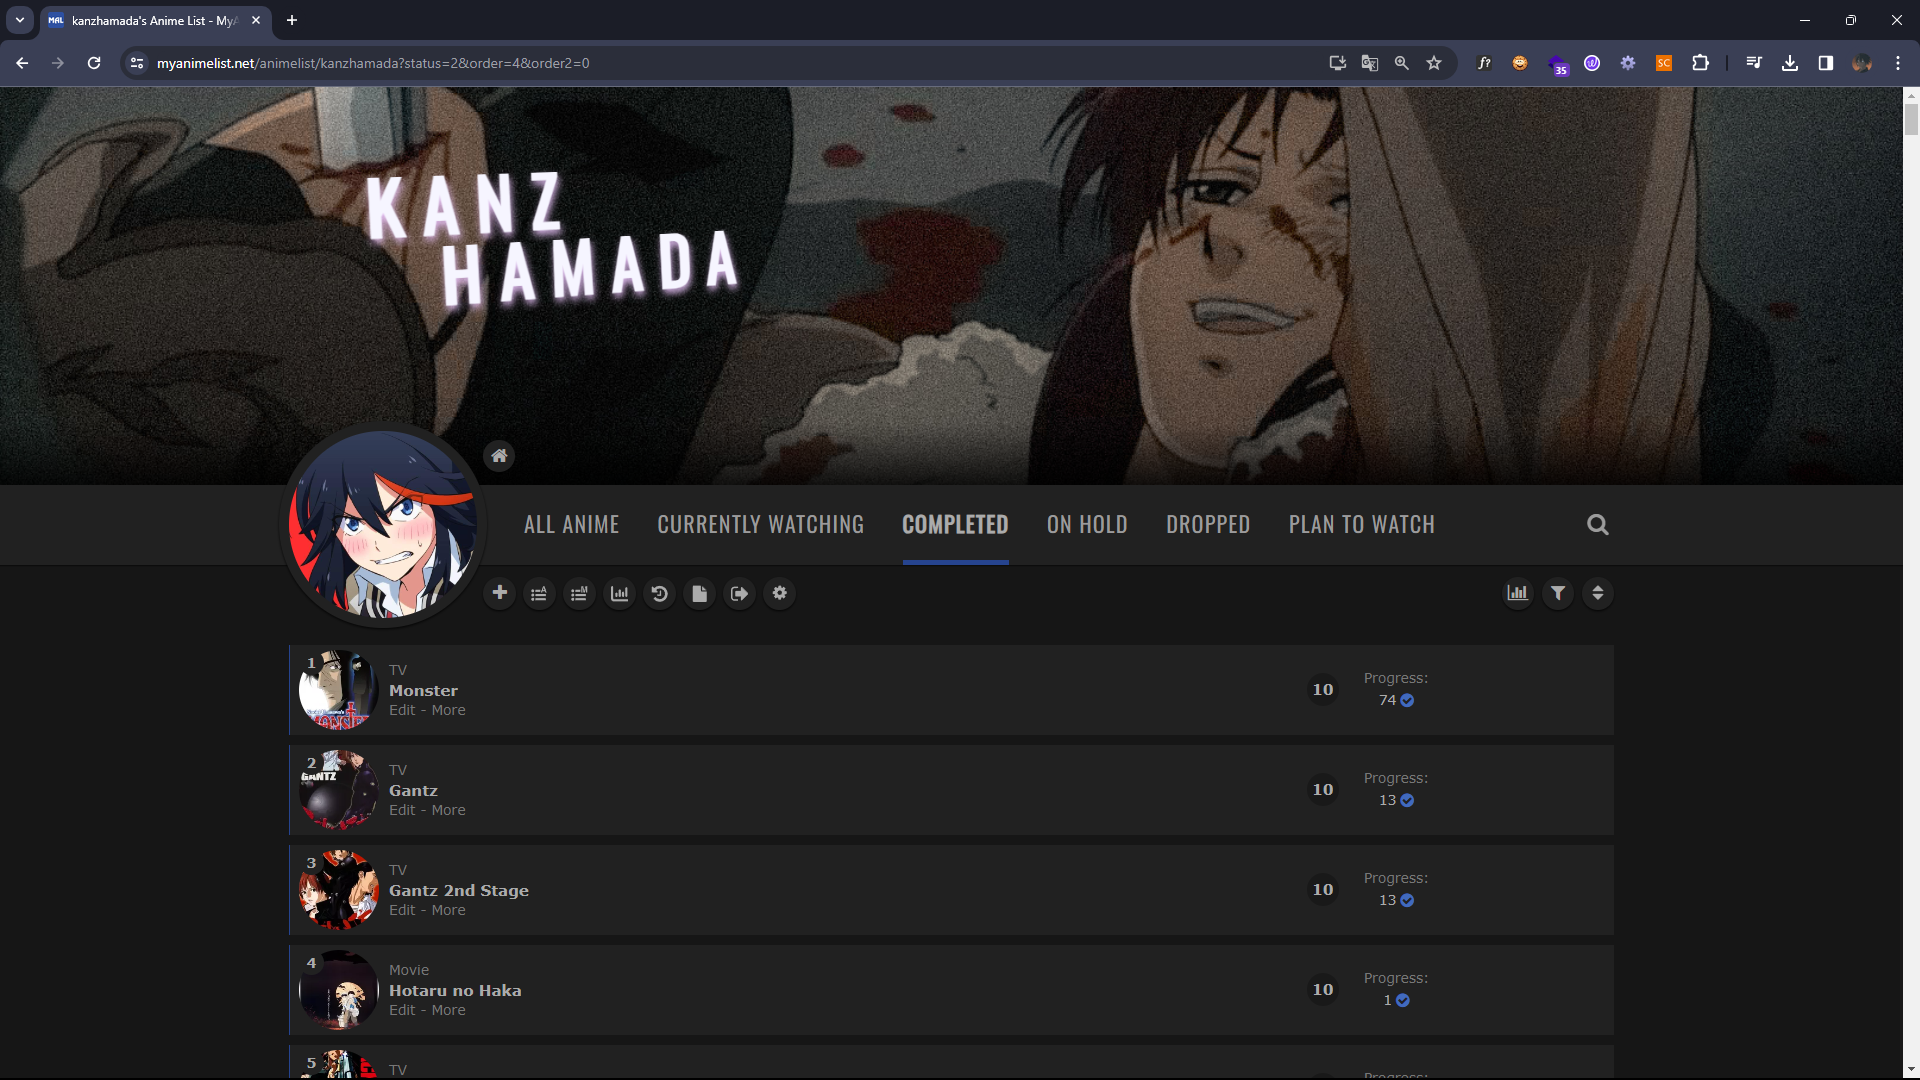 kanzhamada's Anime List - MyA
myanimelist.net/animelist/kanzhamada?status=2&order=4&order2=0
f?
35
SC
KANZ
HAMADA
ALL ANIME
CURRENTLY WATCHING
COMPLETED
ON HOLD
DROPPED
PLAN TO WATCH
1
TV
Monster
Edit - More
10
Progress:
74
MONSTER
2
GANTZ
TV
Gantz
Edit - More
10
Progress:
13
3
TV
Gantz 2nd Stage
Edit - More
10
Progress:
13
4
Movie
Hotaru no Haka
Edit - More
10
Progress:
1
5
TV
Progress: